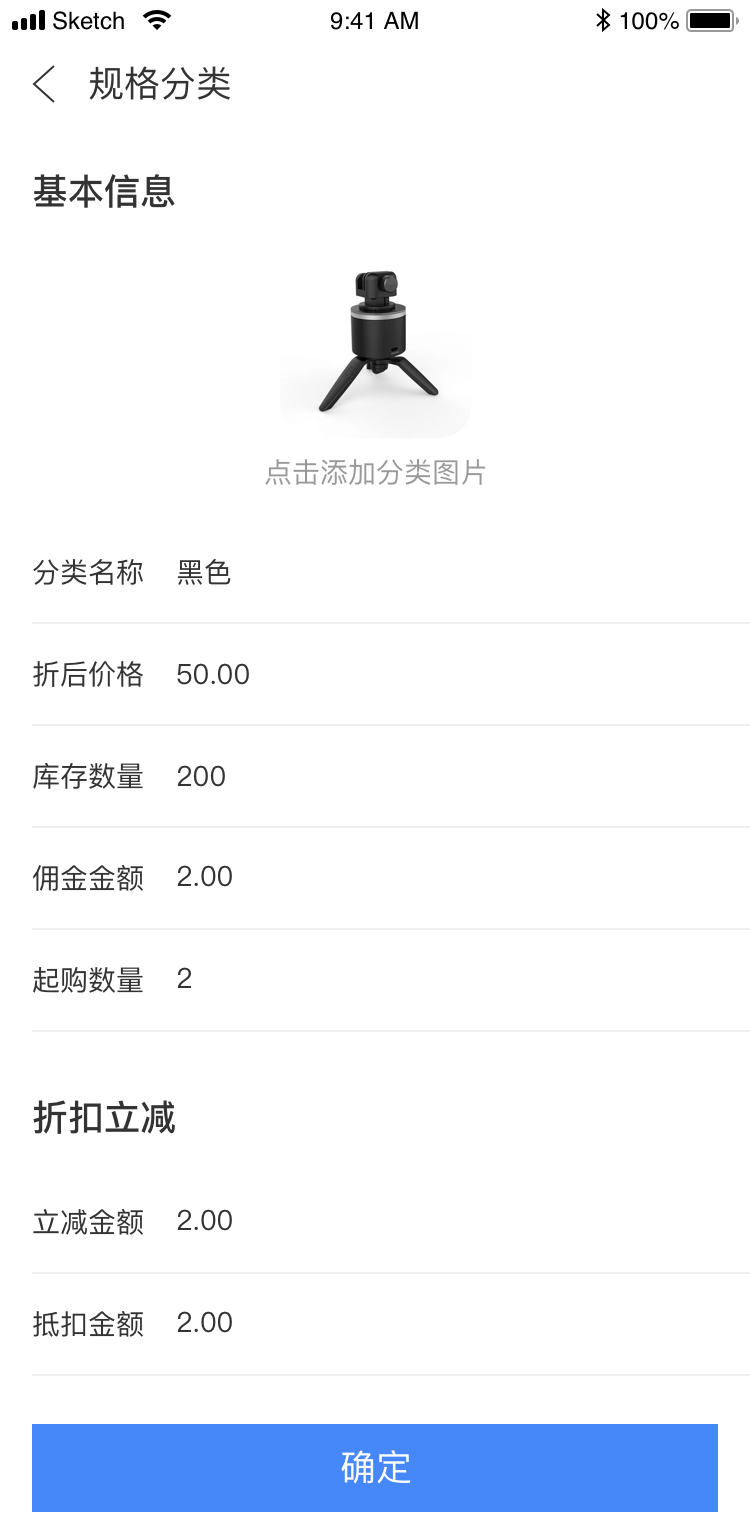 Sketch 9:41 AM 100%
规格分类
基本信息
点击添加分类图片
分类名称 黑色
折后价格 50.00
库存数量 200
佣金金额 2.00
起购数量 2
折扣立减
立减金额 2.00
抵扣金额 2.00
确定